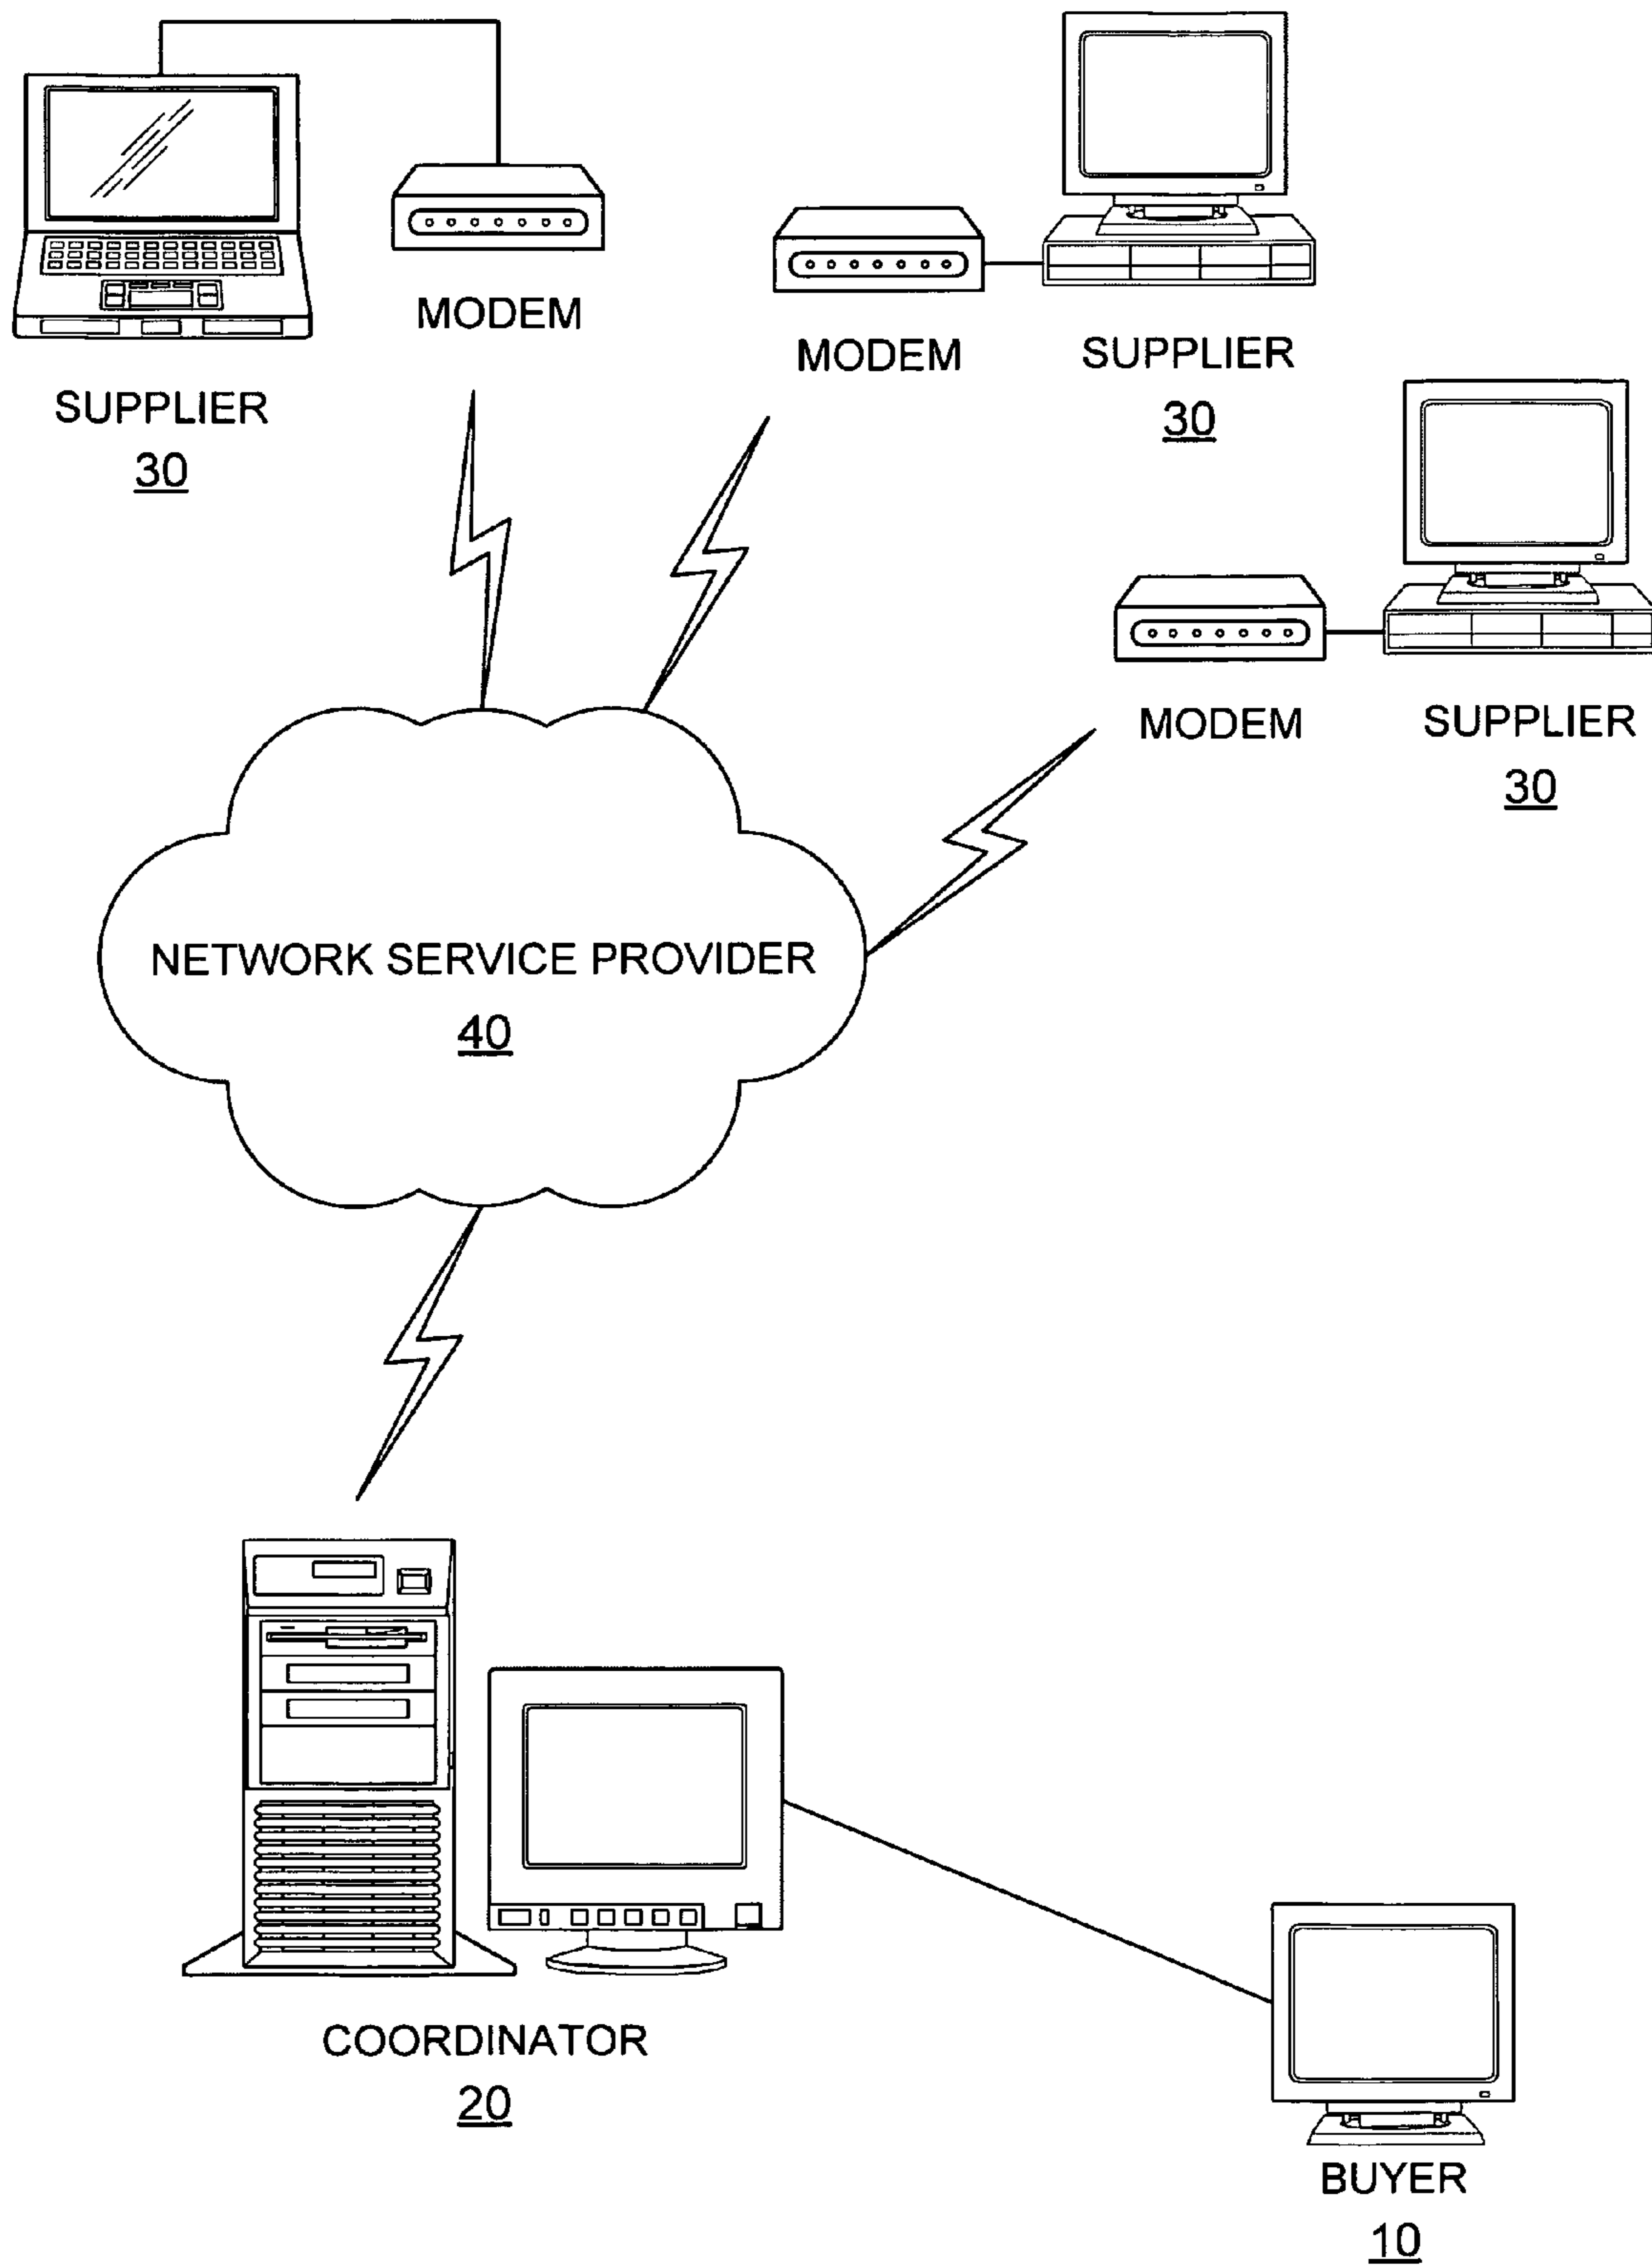 MODEM
SUPPLIER
30
MODEM
SUPPLIER
30
MODEM
SUPPLIER
30
NETWORK SERVICE PROVIDER
40
COORDINATOR
20
BUYER
10